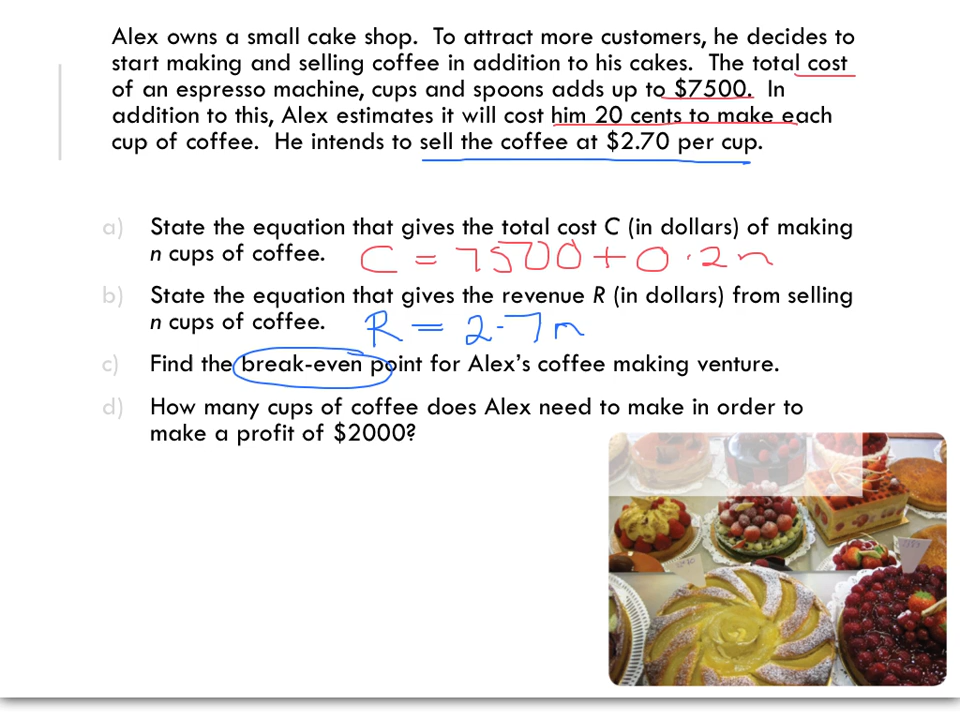 Alex owns a small cake shop. To attract more customers, he decides to
start making and selling coffee in addition to his cakes. The total cost
of an espresso machine, cups and spoons adds up to $7500. In
addition to this, Alex estimates it will cost him 20 cents to make each
cup of coffee. He intends to sell the coffee at $2.70 per cup.
a) State the equation that gives the total cost C (in dollars) of making
n cups of coffee. C = 7500 + 0.2n
b) State the equation that gives the revenue R (in dollars) from selling
n cups of coffee. R = 2.7n
c) Find the break-even point for Alex's coffee making venture.
d) How many cups of coffee does Alex need to make in order to
make a profit of $2000?